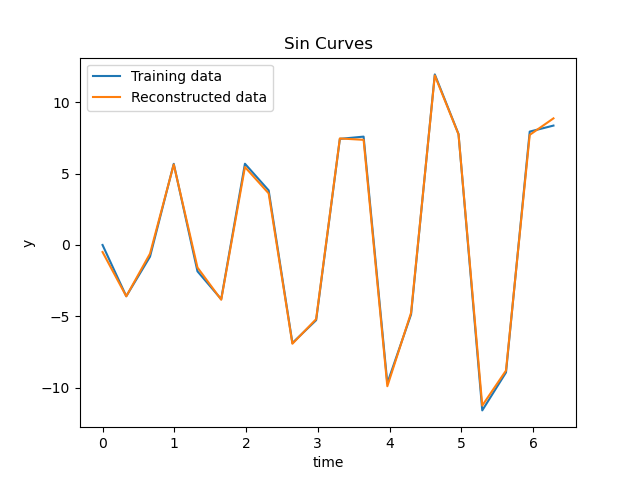 Sin Curves
Training data
Reconstructed data
10
5
0
−5
−10
y
0 1 2 3 4 5 6
time